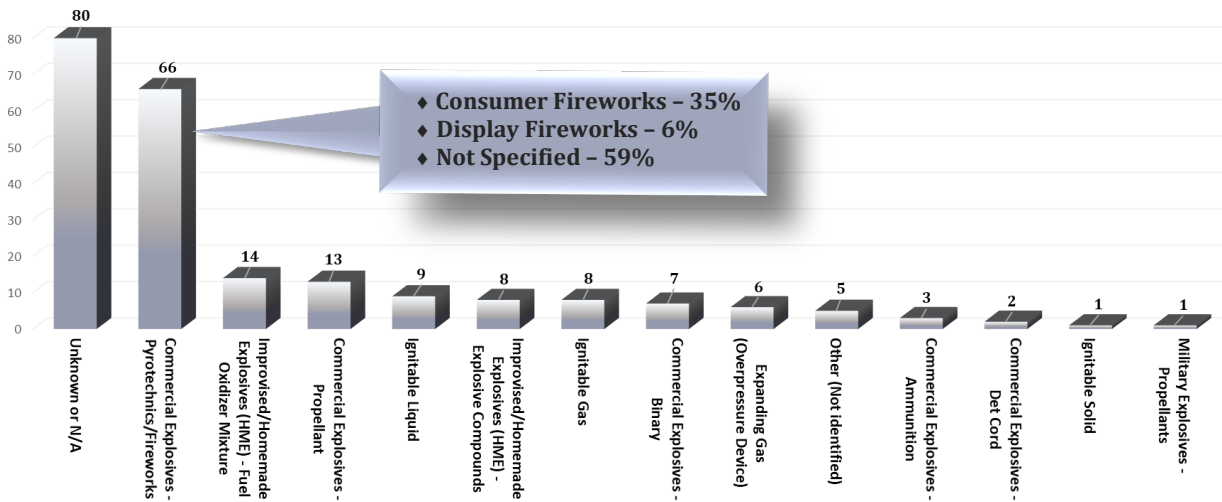 80
66
14
13
9
8
8
7
6
5
3
2
1
1
80
70
60
50
40
30
20
10
0
♦ Consumer Fireworks – 35%
♦ Display Fireworks – 6%
♦ Not Specified – 59%
Unknown or N/A
Commercial Explosives -
Pyrotechnics/Fireworks
Improvised/Homemade
Explosives (HME) - Fuel
Oxidizer Mixture
Commercial Explosives -
Propellant
Ignitable Liquid
Improvised/Homemade
Explosives (HME) -
Explosive Compounds
Ignitable Gas
Commercial Explosives -
Binary
Expanding Gas
(Overpressure Device)
Other (Not identified)
Commercial Explosives -
Ammunition
Commercial Explosives -
Det Cord
Ignitable Solid
Military Explosives -
Propellants